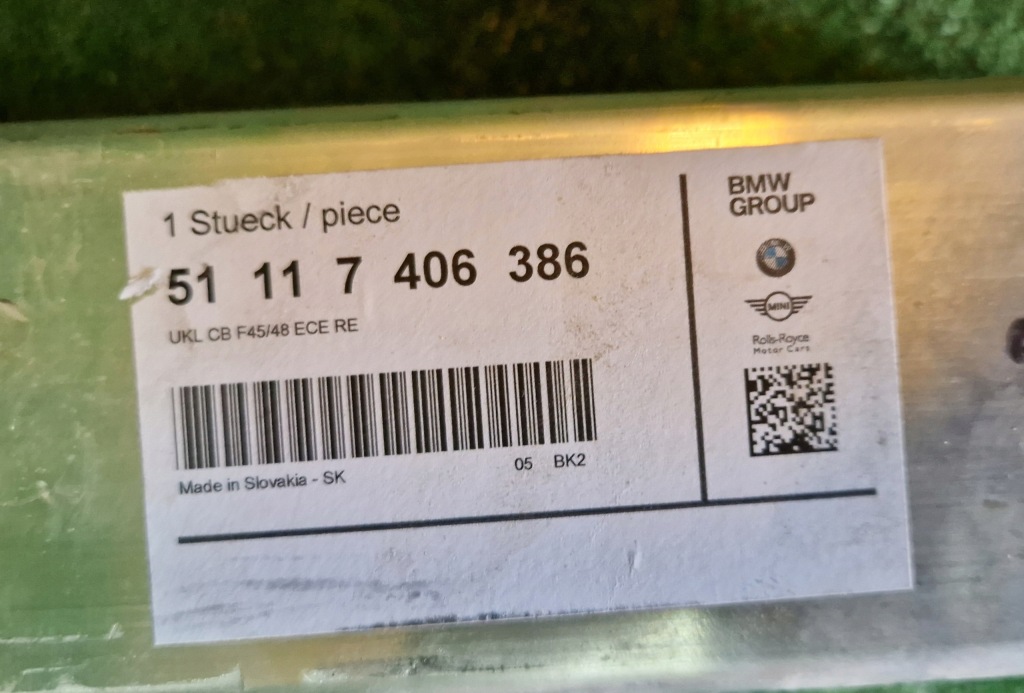 1 Stueck / piece
51 11 7 406 386
UKL CB F45/48 ECE RE
05 BK2
Made in Slovakia - SK
BMW
GROUP
MINI
Rolls-Royce
Motor Cars